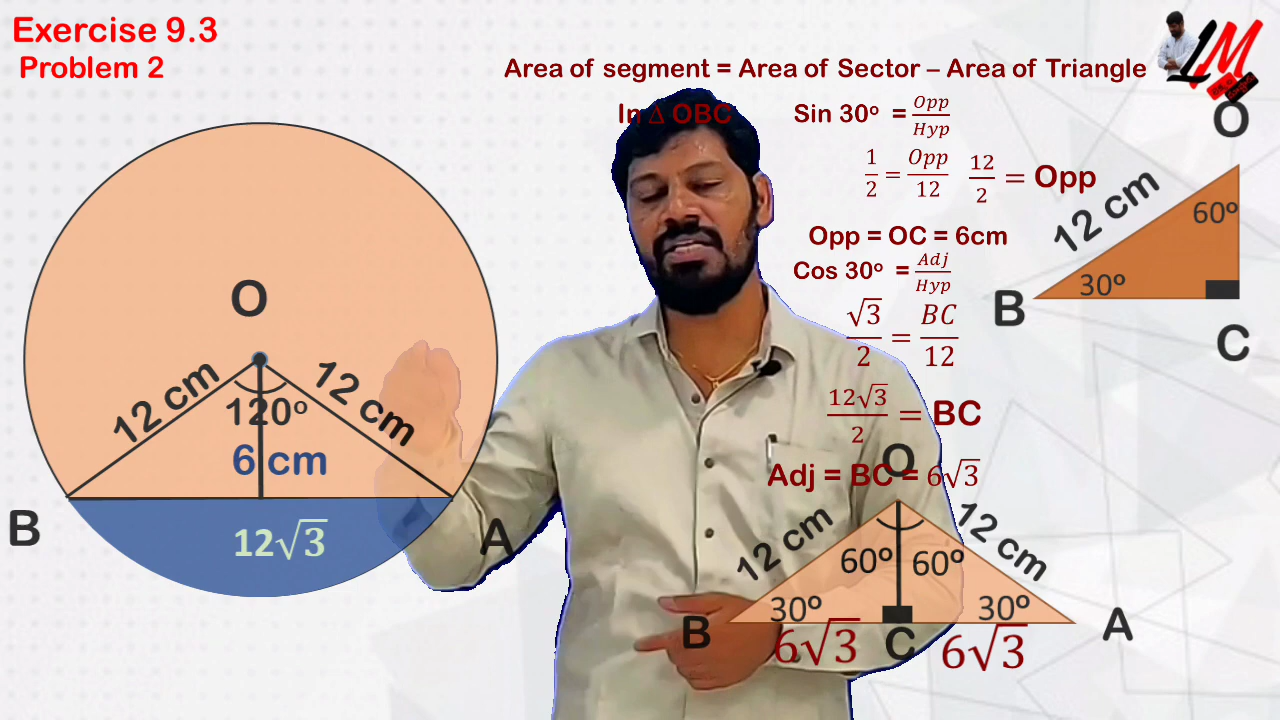 Exercise 9.3
Problem 2
Area of segment = Area of Sector – Area of Triangle
LM
In Δ OBC
Sin 30° = Opp/Hyp
1/2 = Opp/12
12/2 = Opp
Opp = OC = 6cm
Cos 30° = Adj/Hyp
√3/2 = BC/12
12√3/2 = BC
Adj = BC = 6√3
O
12 cm
60°
30°
B
C
O
12 cm
12 cm
120°
6 cm
B
A
12√3
O
12 cm
12 cm
60°
60°
30°
30°
B
C
A
6√3
6√3